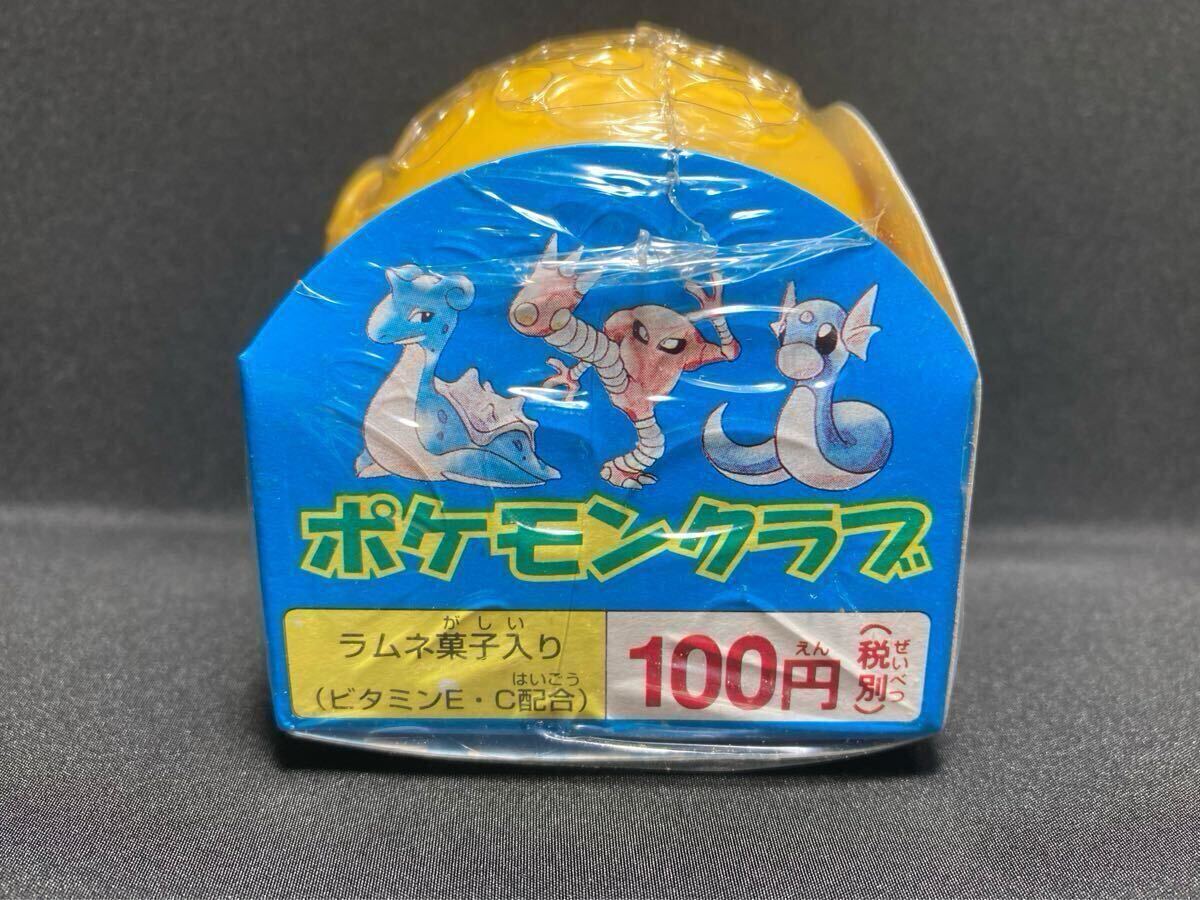 ポケモンクラブ
がしい
ラムネ菓子入り
はいごう
(ビタミンE・C配合)
えん
100円
ぜいべつ
(税別)